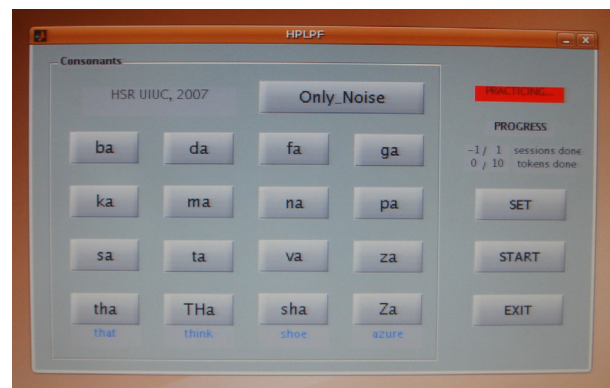 HPLPF
Consonants
HSR UIUC, 2007
Only_Noise
PRACTICING...
ba da fa ga
ka ma na pa
sa ta va za
tha THa sha Za
that think shoe azure
PROGRESS
-1 / 1 sessions done
0 / 10 tokens done
SET
START
EXIT